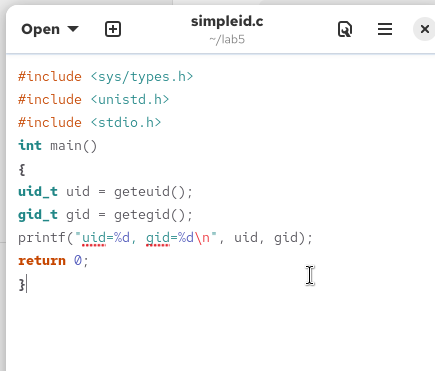 Open
simpleid.c
~/lab5
#include <sys/types.h>
#include <unistd.h>
#include <stdio.h>
int main()
{
uid_t uid = geteuid();
gid_t gid = getegid();
printf("uid=%d, gid=%d\n", uid, gid);
return 0;
}